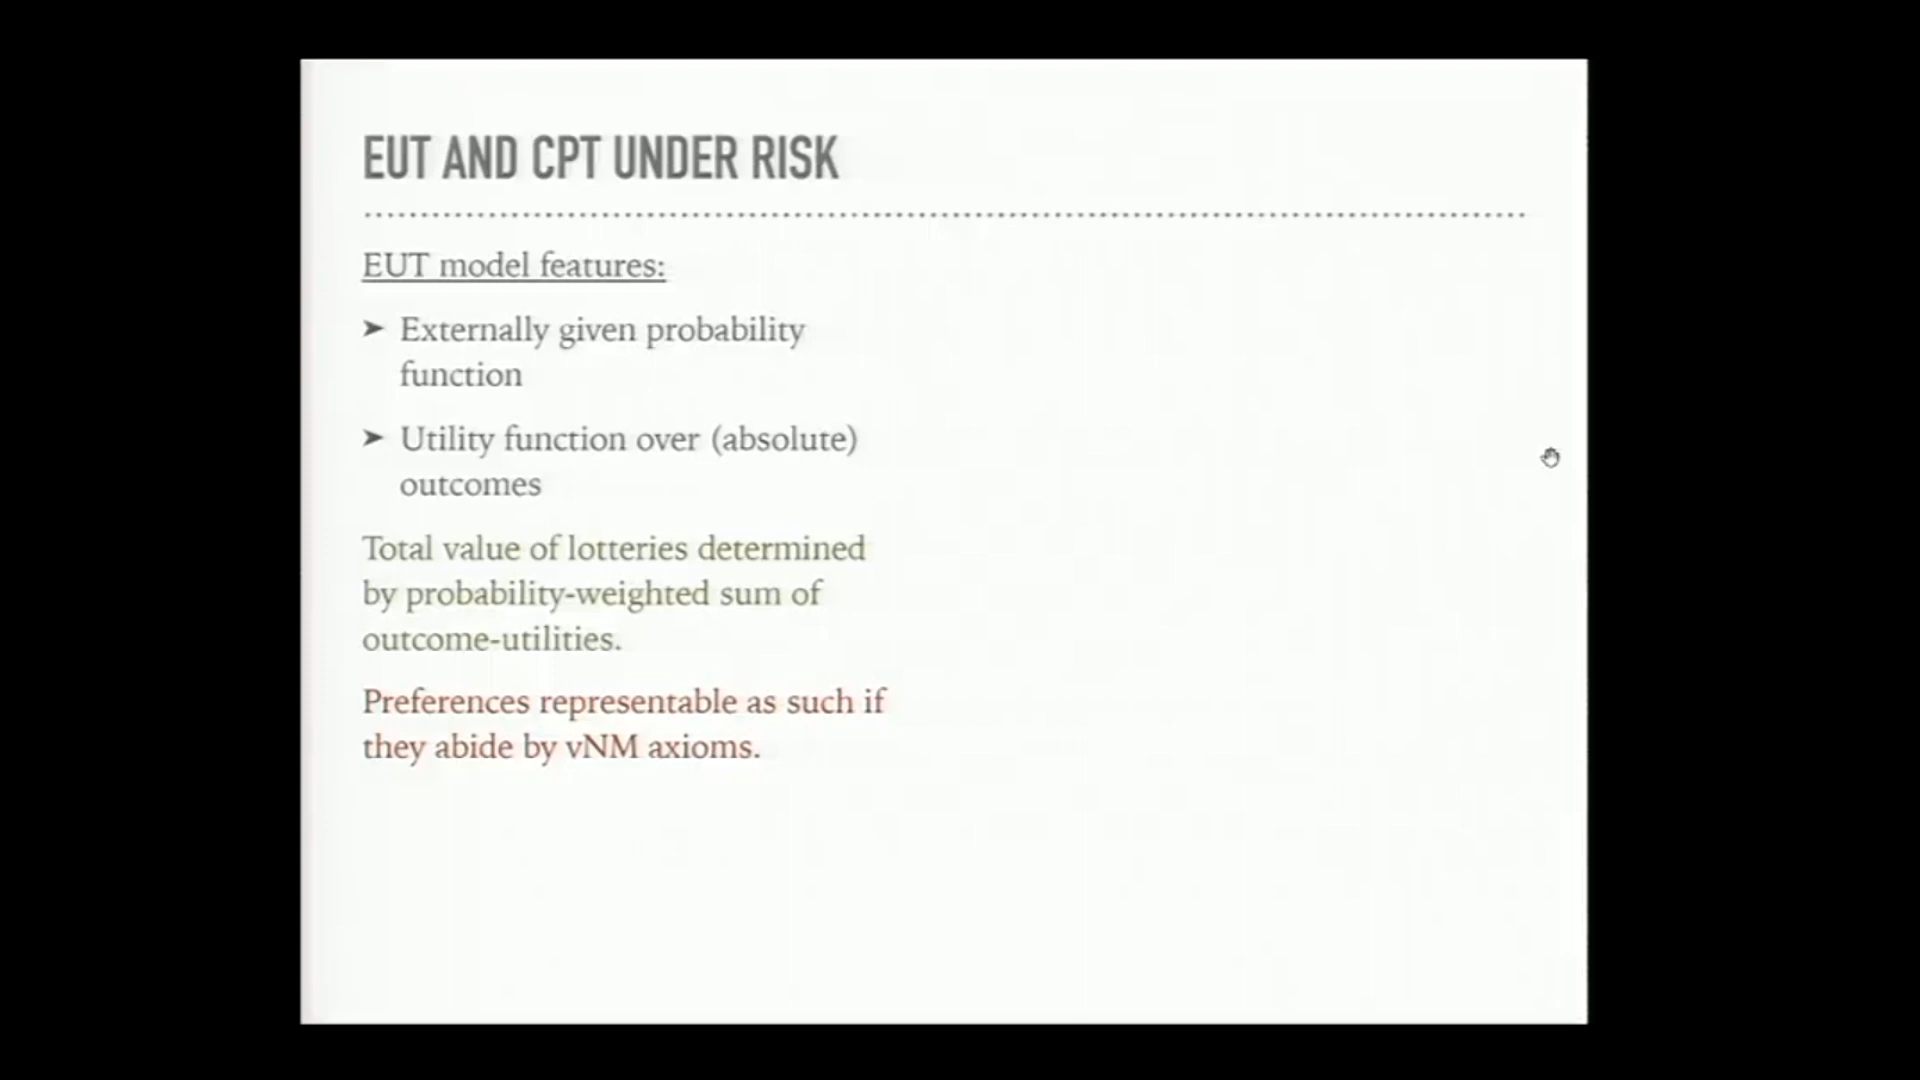 EUT AND CPT UNDER RISK
EUT model features:
➤ Externally given probability
function
➤ Utility function over (absolute)
outcomes
Total value of lotteries determined
by probability-weighted sum of
outcome-utilities.
Preferences representable as such if
they abide by vNM axioms.